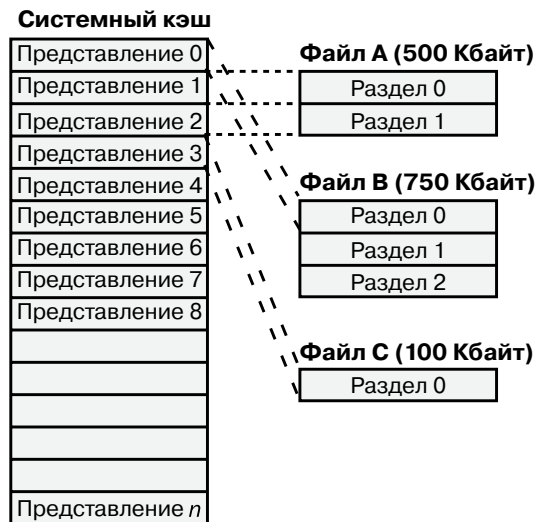 Системный кэш
Представление 0
Представление 1
Представление 2
Представление 3
Представление 4
Представление 5
Представление 6
Представление 7
Представление 8
Представление n
Файл A (500 Кбайт)
Раздел 0
Раздел 1
Файл B (750 Кбайт)
Раздел 0
Раздел 1
Раздел 2
Файл C (100 Кбайт)
Раздел 0